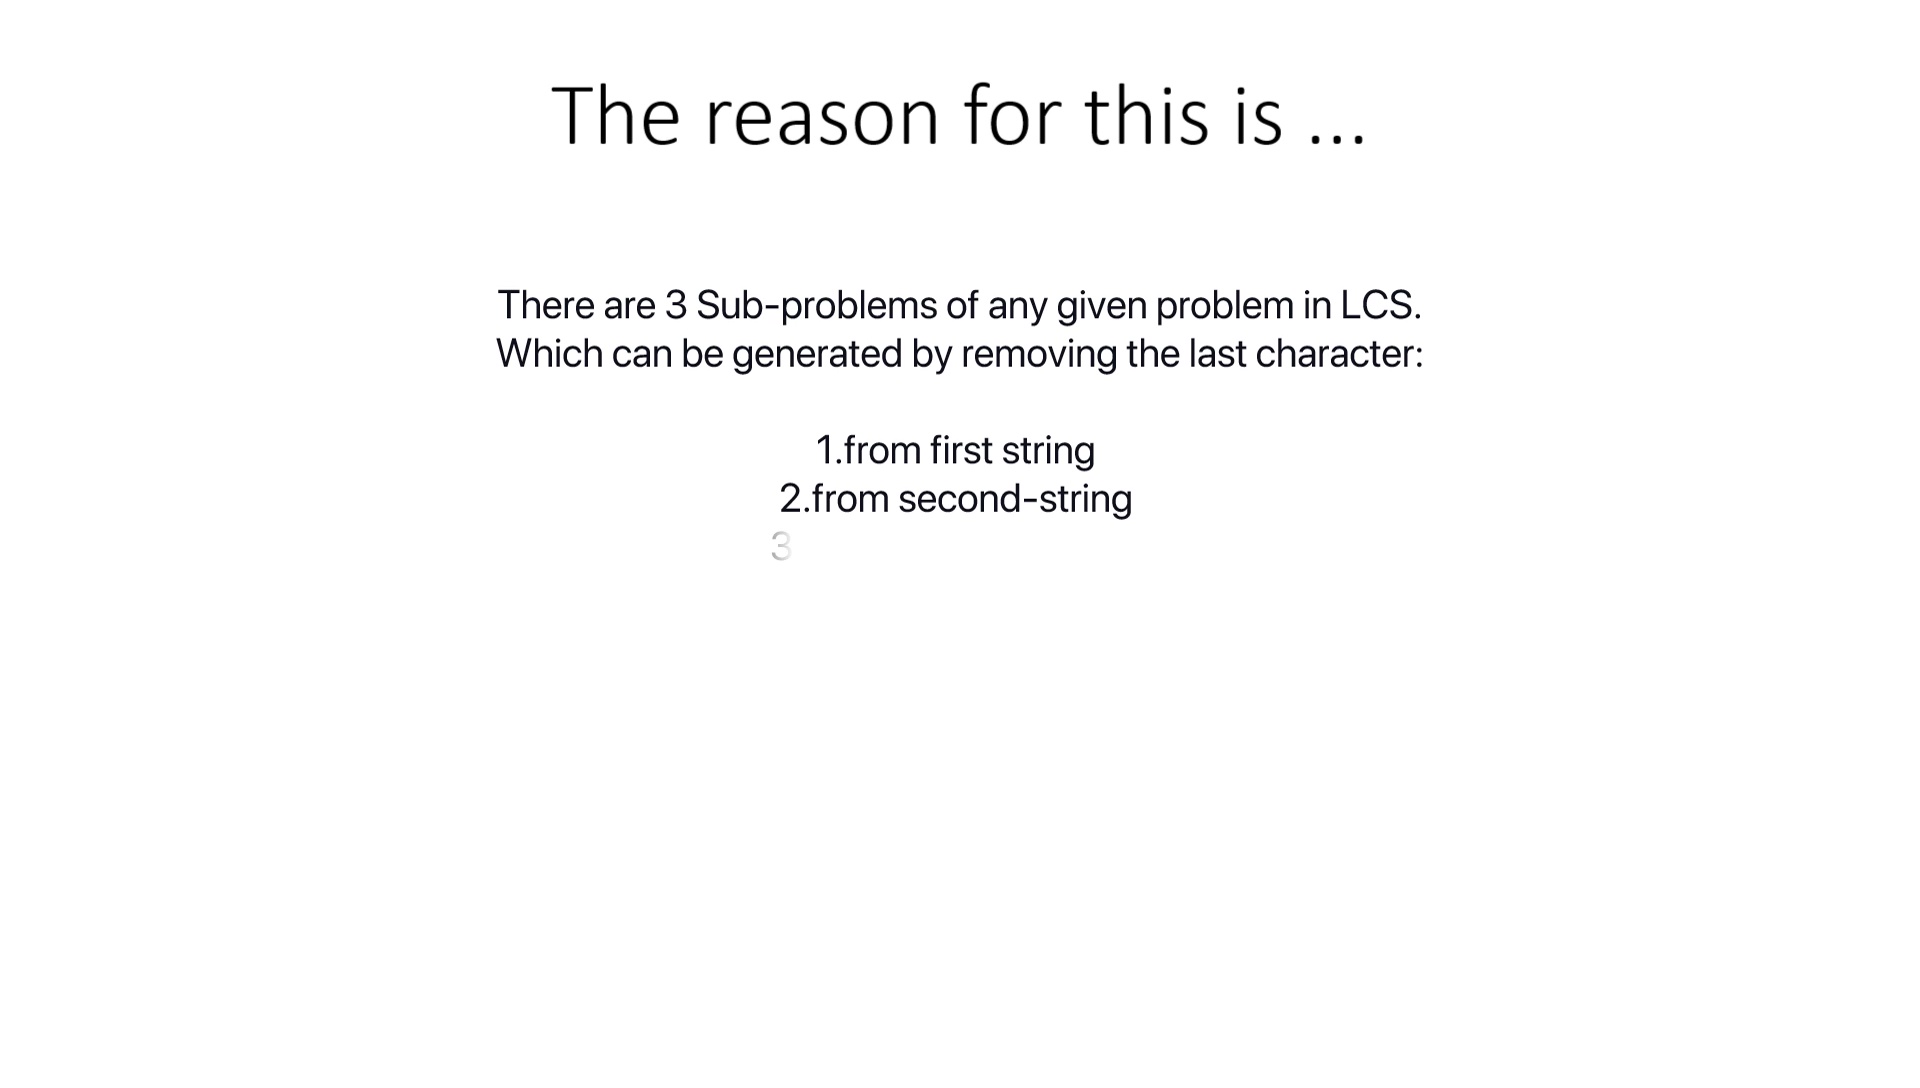 The reason for this is ...
There are 3 Sub-problems of any given problem in LCS.
Which can be generated by removing the last character:
1.from first string
2.from second-string
3